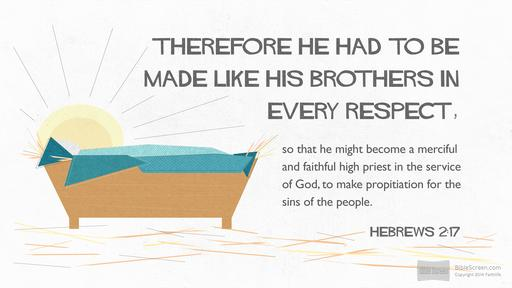 THEREFORE HE HAD TO BE
MADE LIKE HIS BROTHERS IN
EVERY RESPECT,
so that he might become a merciful
and faithful high priest in the service
of God, to make propitiation for the
sins of the people.
HEBREWS 2:17
BibleScreen.com
Copyright 2014 Faithlife